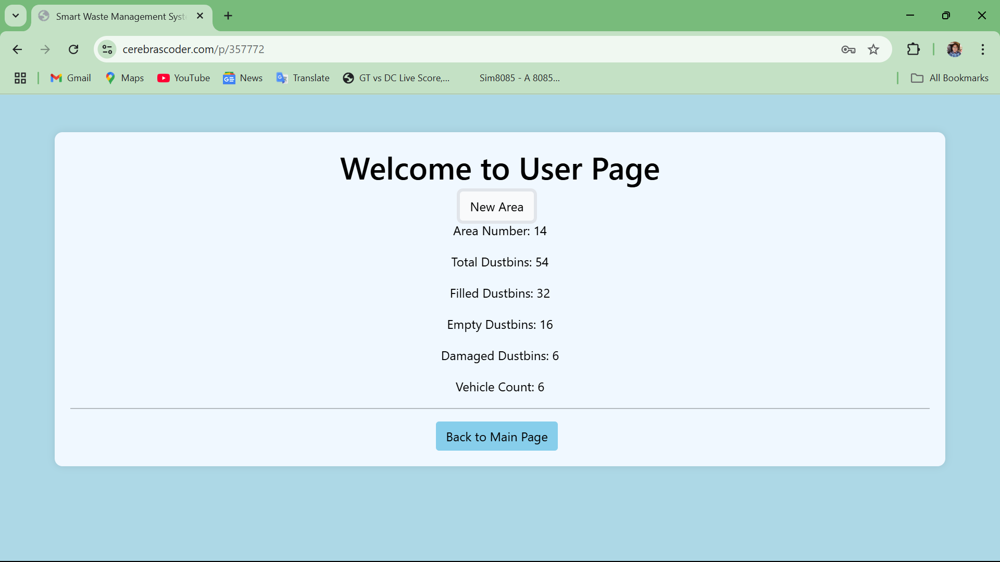 Smart Waste Management Syst
cerebrascoder.com/p/357772
Gmail Maps YouTube News Translate GT vs DC Live Score,... Sim8085 - A 8085... All Bookmarks
Welcome to User Page
New Area
Area Number: 14
Total Dustbins: 54
Filled Dustbins: 32
Empty Dustbins: 16
Damaged Dustbins: 6
Vehicle Count: 6
Back to Main Page